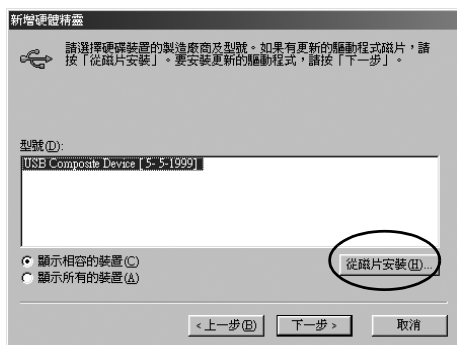 新增硬體精靈
請選擇硬碟裝置的製造廠商及型號。如果有更新的驅動程式磁片，請
按「從磁片安裝」。要安裝更新的驅動程式，請按「下一步」。
型號(D):
USB Composite Device [ 5- 5-1999]
顯示相容的裝置(C)
顯示所有的裝置(A)
從磁片安裝(H)...
<上一步(B)
下一步 >
取消